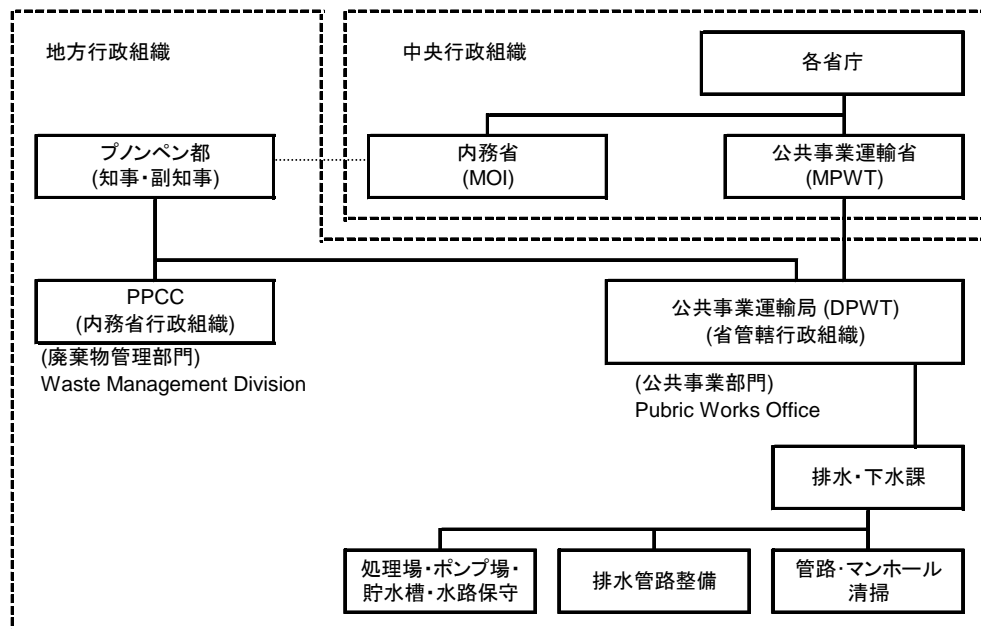 地方行政組織
中央行政組織
各省庁
プノンペン都
(知事・副知事)
内務省
(MOI)
公共事業運輸省
(MPWT)
PPCC
(内務省行政組織)
(廃棄物管理部門)
Waste Management Division
公共事業運輸局 (DPWT)
(省管轄行政組織)
(公共事業部門)
Pubric Works Office
排水・下水課
処理場・ポンプ場・
貯水槽・水路保守
排水管路整備
管路・マンホール
清掃